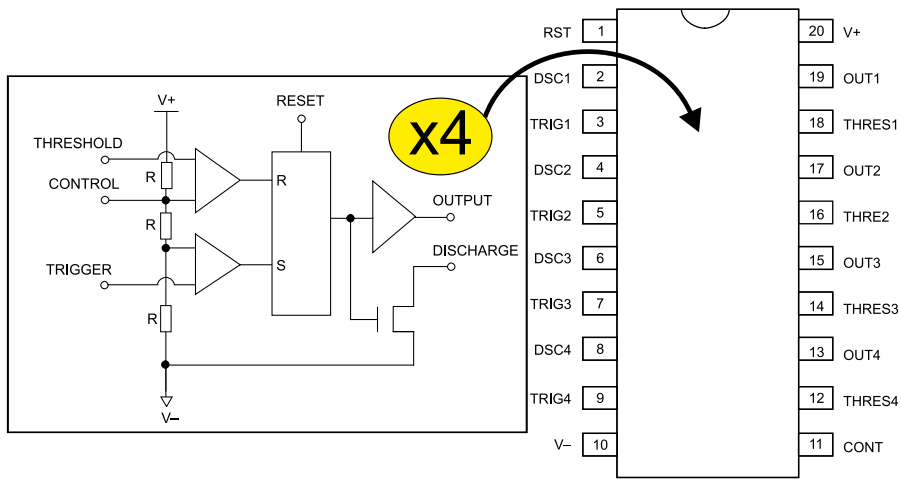 V+
RESET
THRESHOLD
R
CONTROL
R
R
S
TRIGGER
R
OUTPUT
DISCHARGE
V–
x4
RST 1
DSC1 2
TRIG1 3
DSC2 4
TRIG2 5
DSC3 6
TRIG3 7
DSC4 8
TRIG4 9
V– 10
20 V+
19 OUT1
18 THRES1
17 OUT2
16 THRE2
15 OUT3
14 THRES3
13 OUT4
12 THRES4
11 CONT